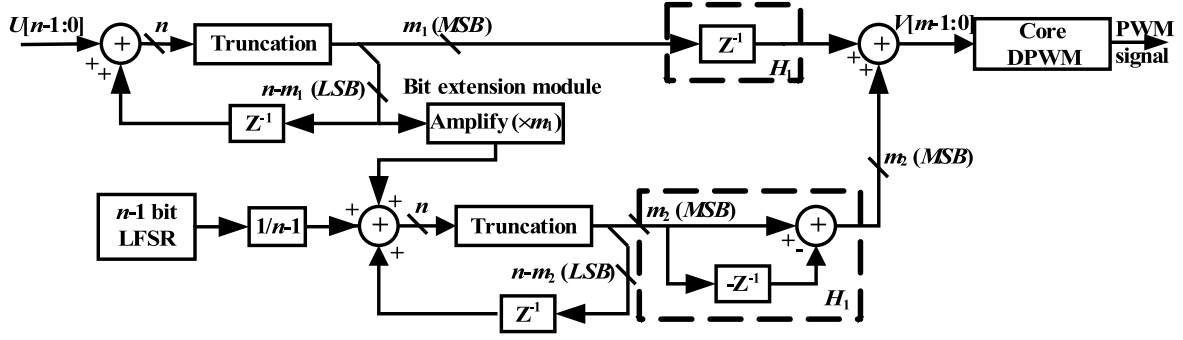 U[n-1:0]
+
+
+
n
Truncation
m₁ (MSB)
Z⁻¹
H₁
+
+
+
V[m-1:0]
Core
DPWM
PWM
signal
n-m₁ (LSB)
Z⁻¹
Bit extension module
Amplify (×m₁)
m₂ (MSB)
n-1 bit
LFSR
1/n-1
+
+
+
+
n
Truncation
m₂ (MSB)
+
+
-
n-m₂ (LSB)
Z⁻¹
-Z⁻¹
H₁